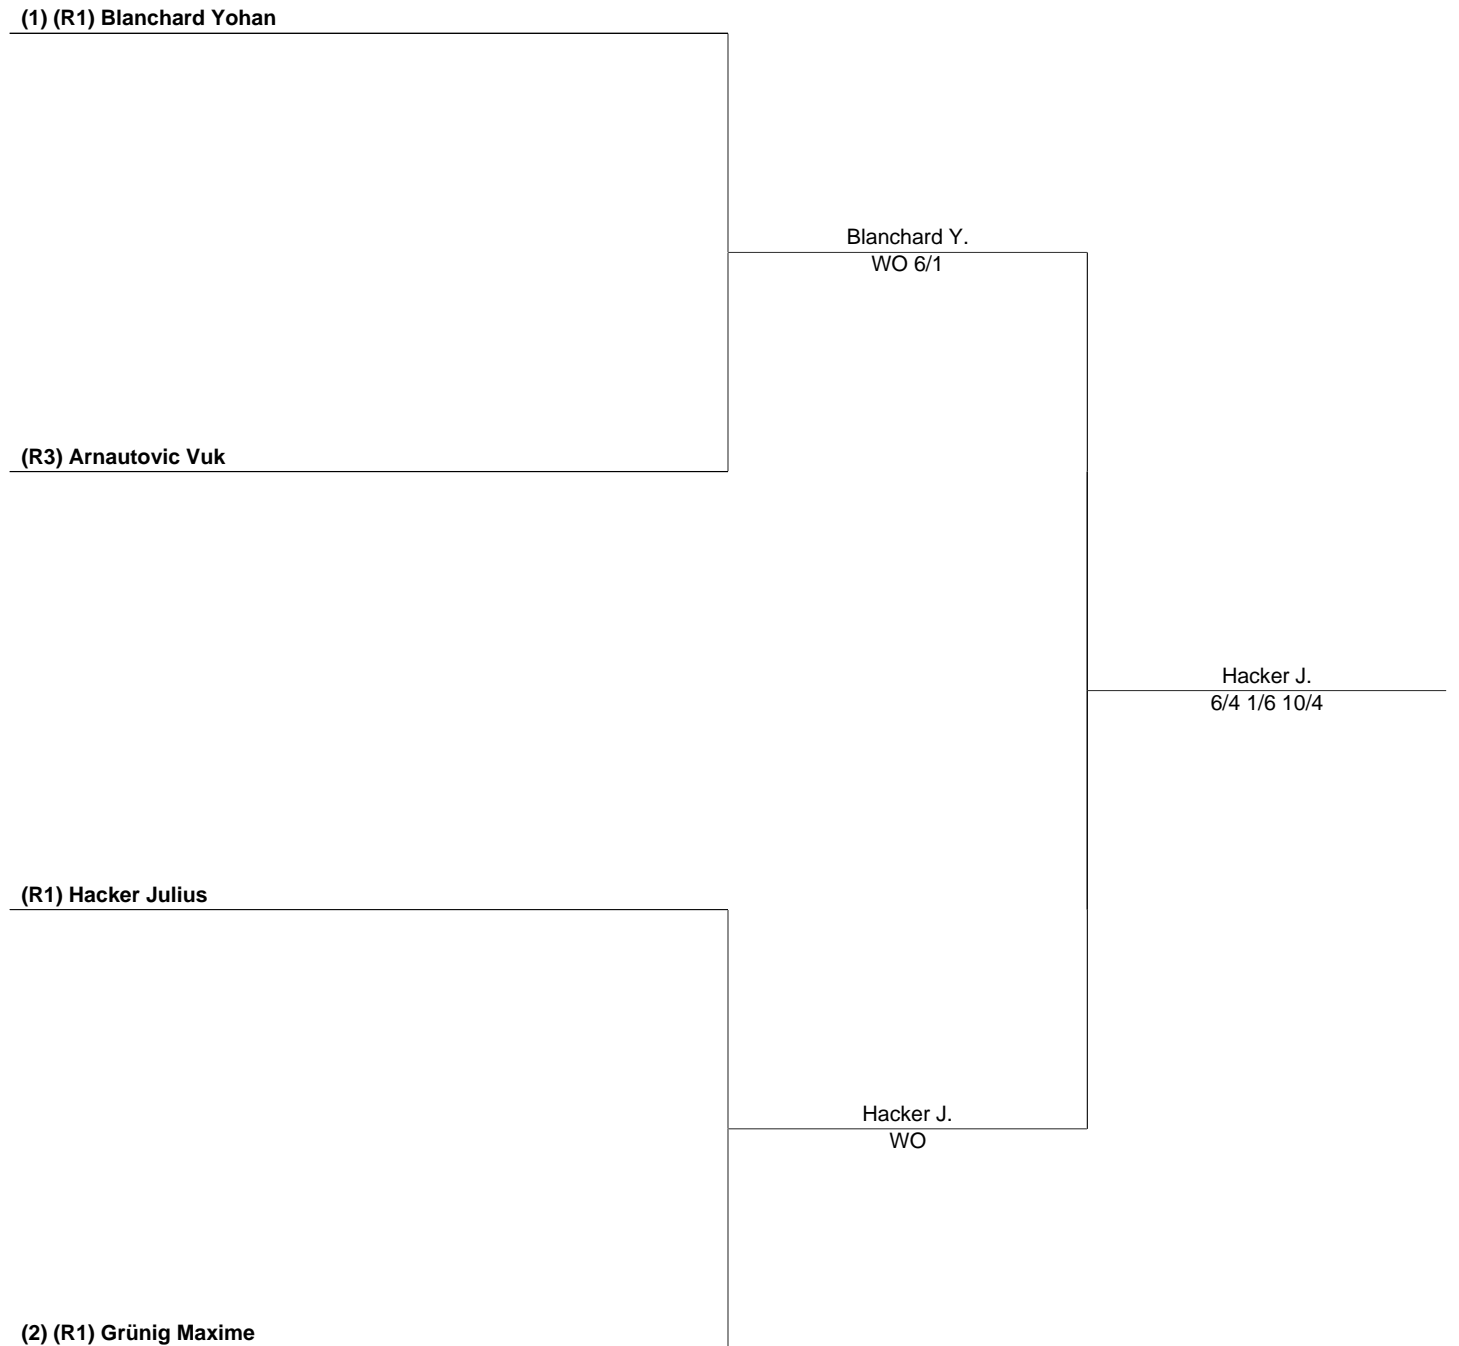 (1) (R1) Blanchard Yohan
Blanchard Y.
WO 6/1
(R3) Arnautovic Vuk
Hacker J.
6/4 1/6 10/4
(R1) Hacker Julius
Hacker J.
WO
(2) (R1) Grünig Maxime